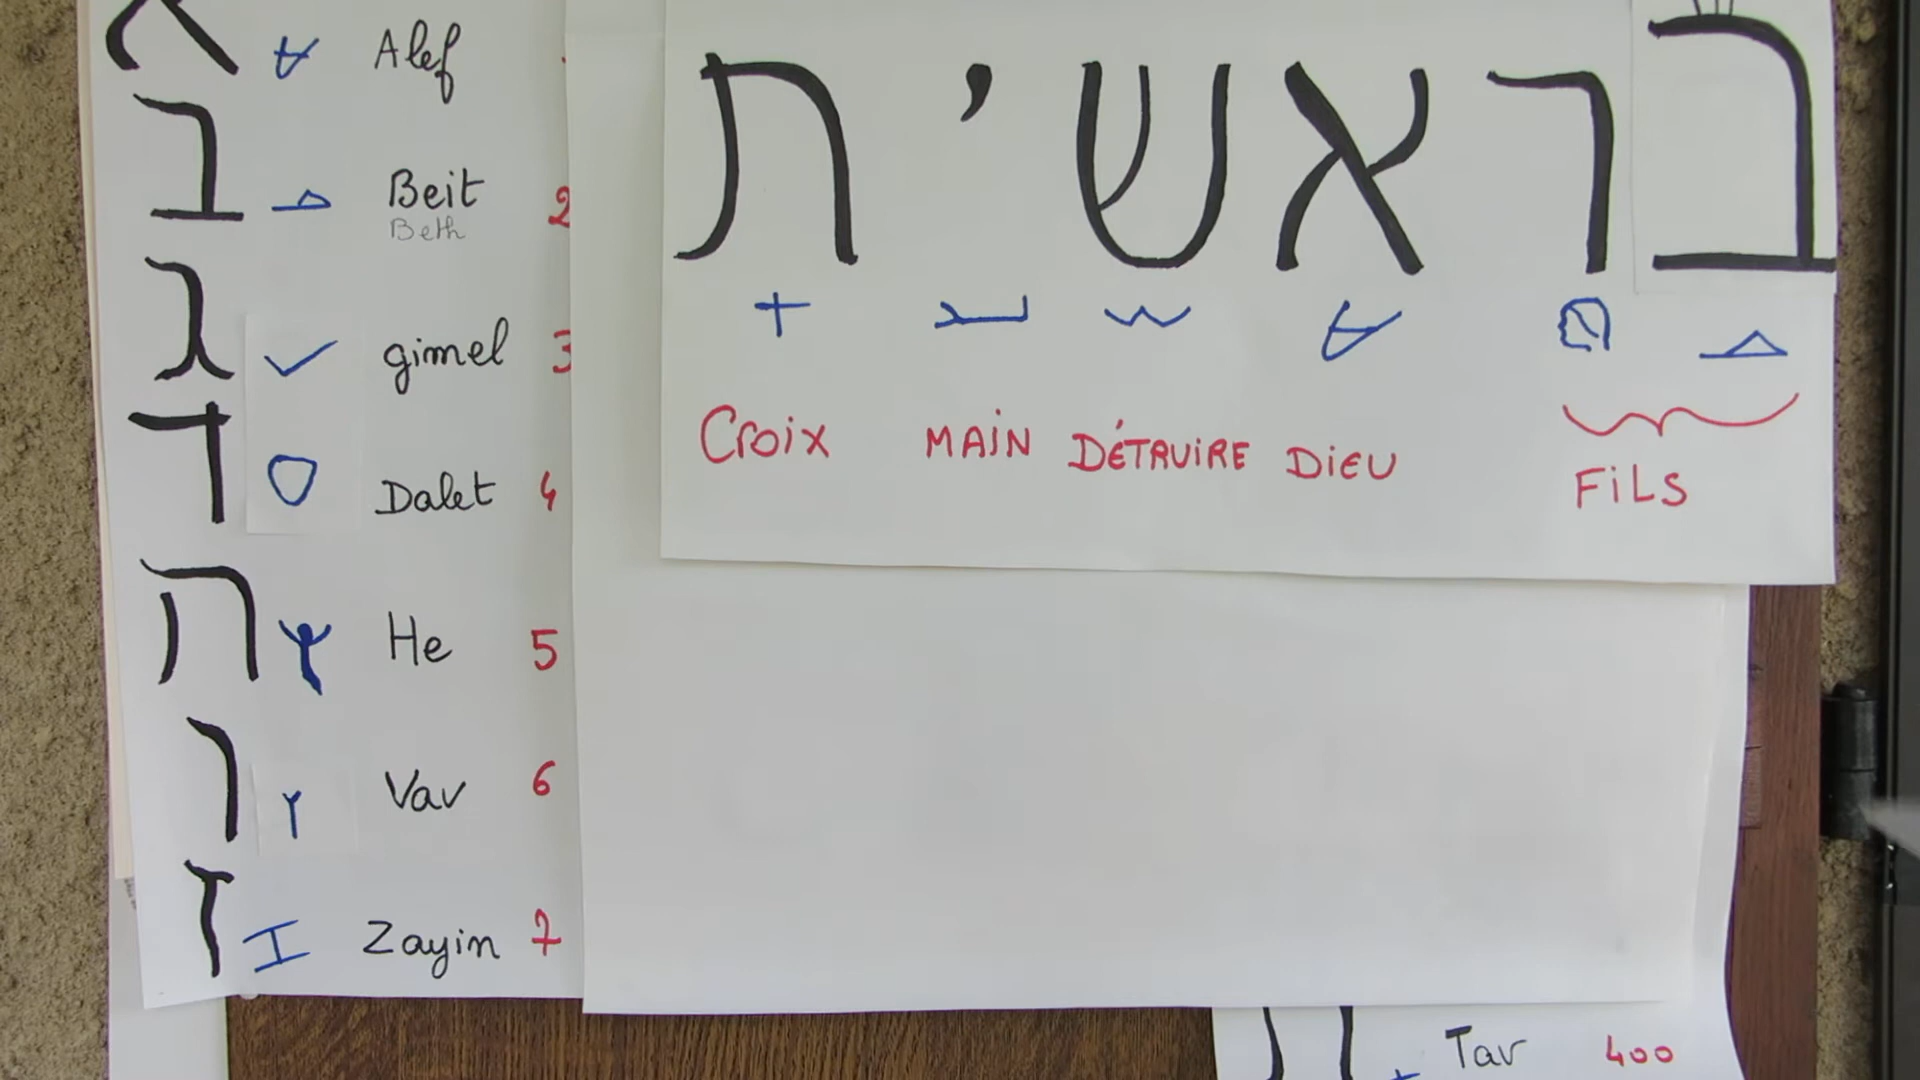 א Alef
ב Beit 2
Beth
ג gimel 3
ד Dalet 4
ה He 5
ו Vav 6
ז Zayin 7
בראשית
Croix MAIN DÉTRUIRE DIEU FILS
ת Tav 400